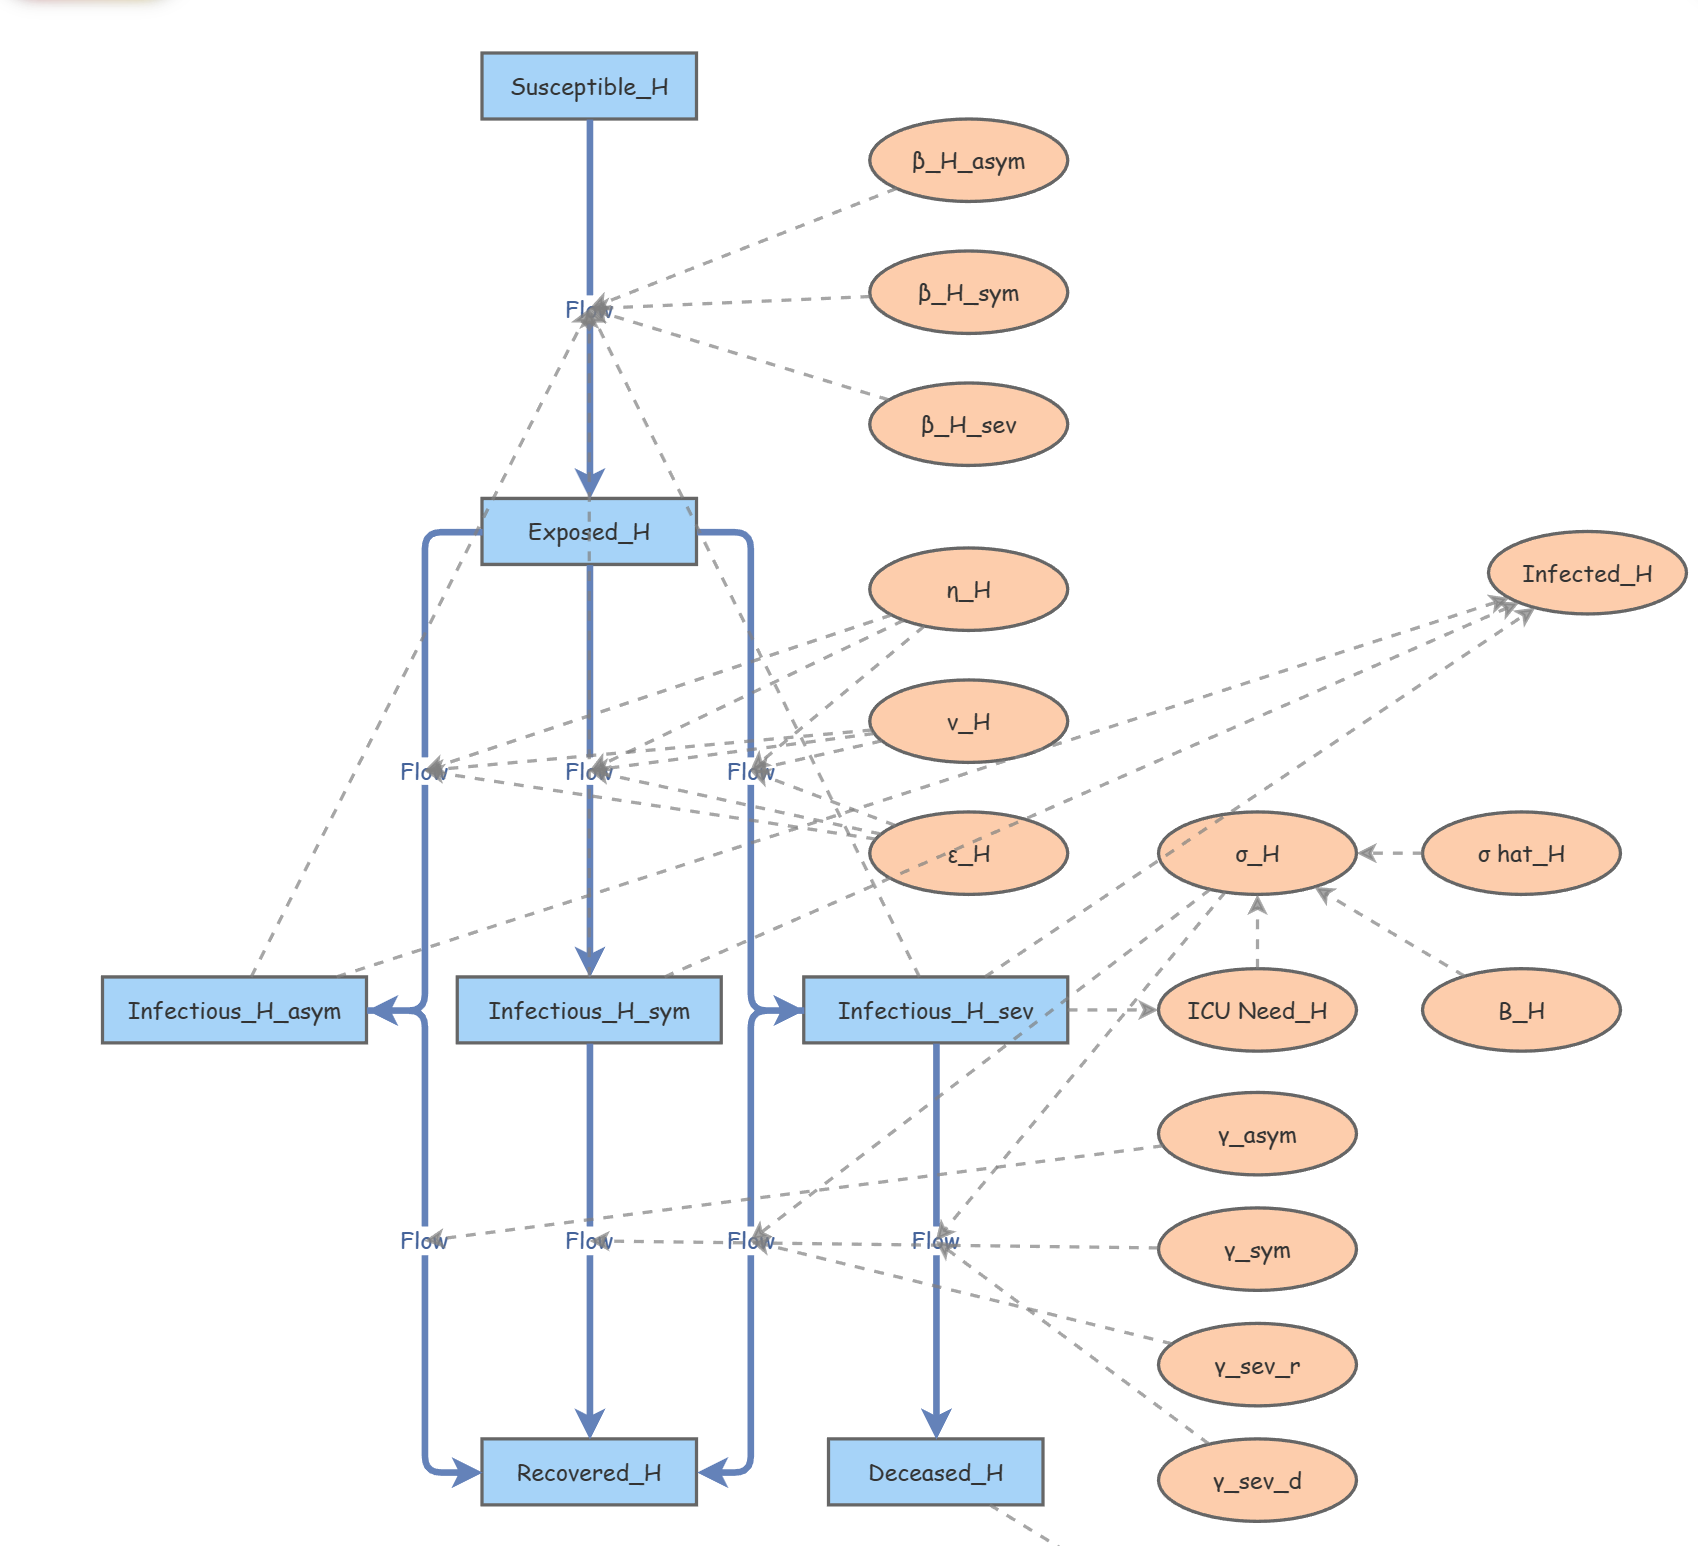 Susceptible_H
β_H_asym
β_H_sym
Flow
β_H_sev
Exposed_H
Infected_H
η_H
ν_H
Flow
Flow
Flow
ε_H
σ_H
σ hat_H
Infectious_H_asym
Infectious_H_sym
Infectious_H_sev
ICU Need_H
B_H
γ_asym
Flow
Flow
Flow
Flow
γ_sym
γ_sev_r
Recovered_H
Deceased_H
γ_sev_d